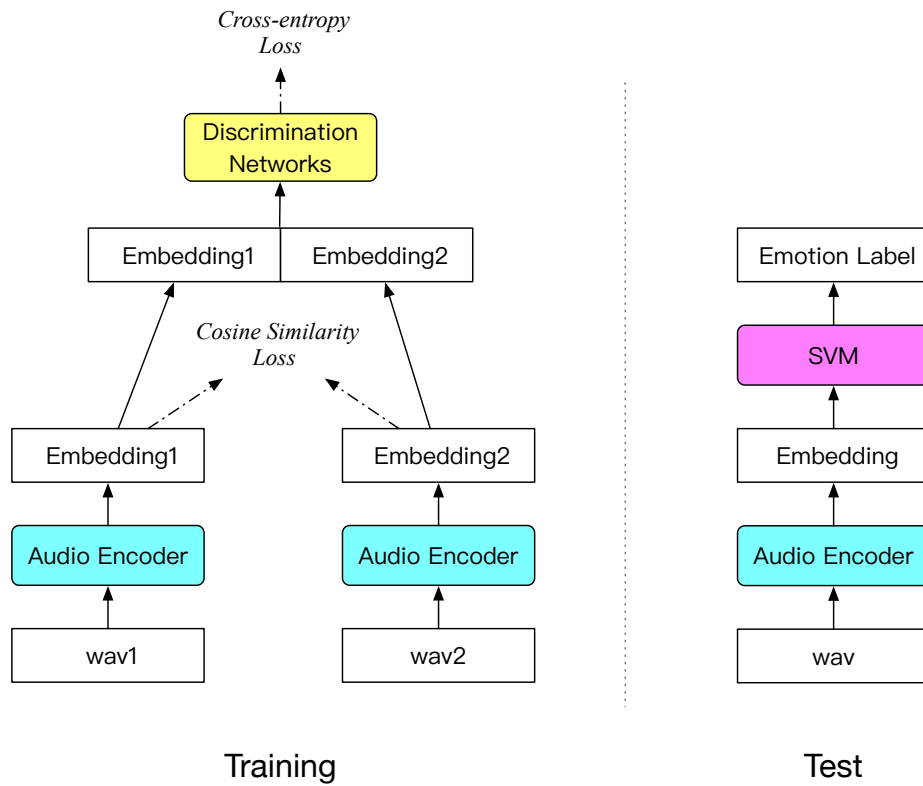 Cross-entropy
Loss
Discrimination
Networks
Embedding1
Embedding2
Cosine Similarity
Loss
Embedding1
Embedding2
Audio Encoder
Audio Encoder
wav1
wav2
Training
Emotion Label
SVM
Embedding
Audio Encoder
wav
Test